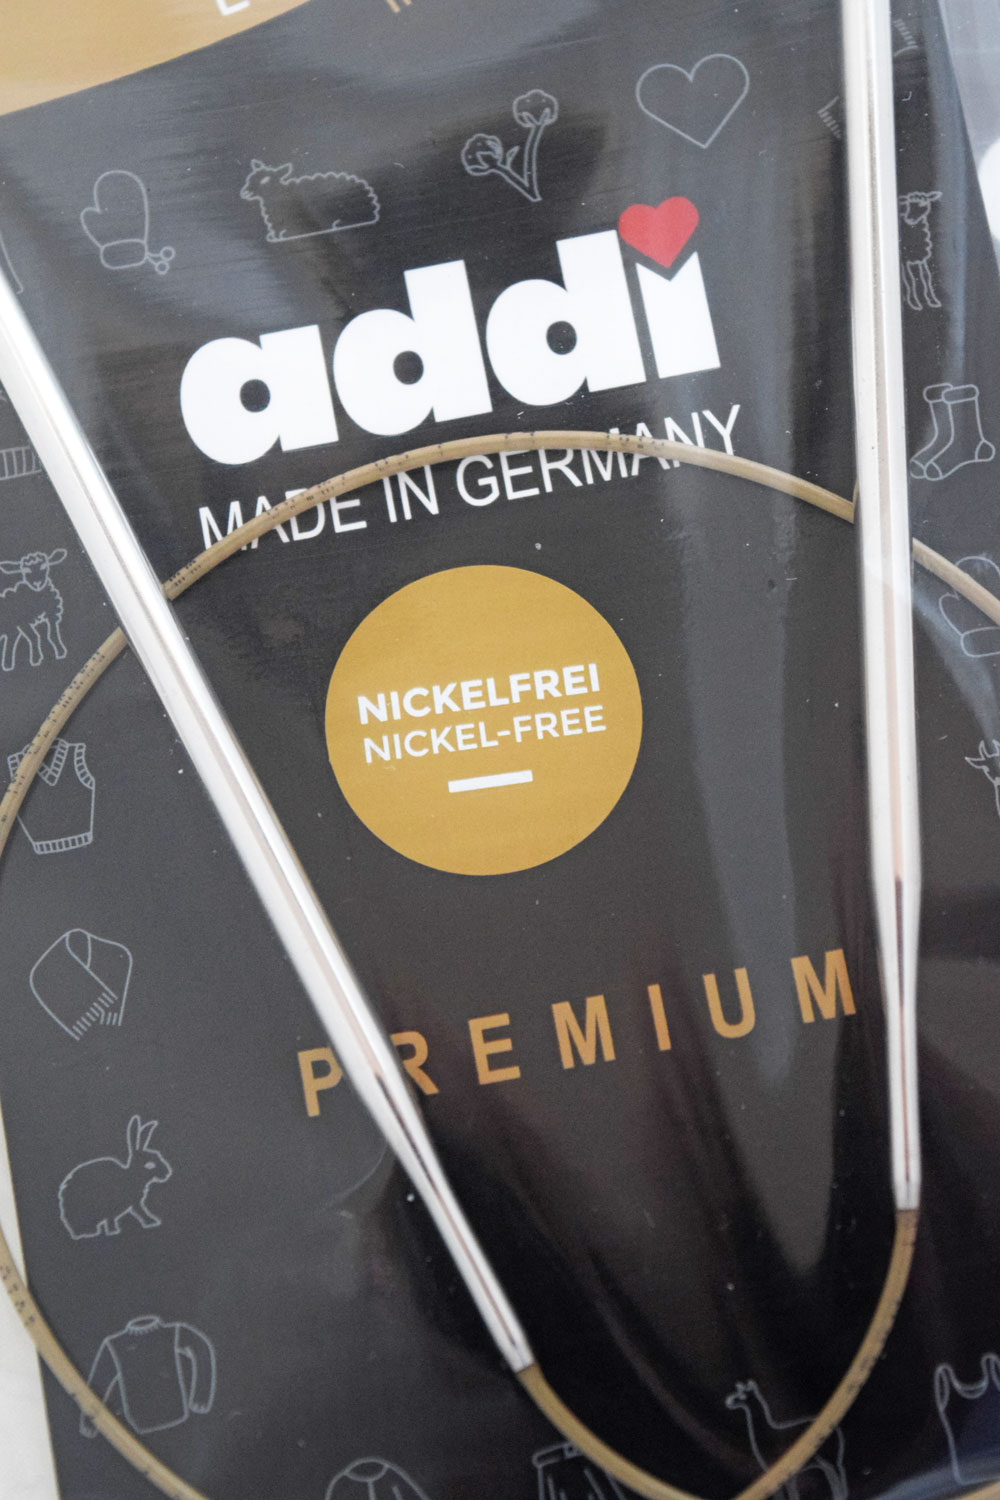 addi
MADE IN GERMANY
NICKELFREI
NICKEL-FREE
PREMIUM